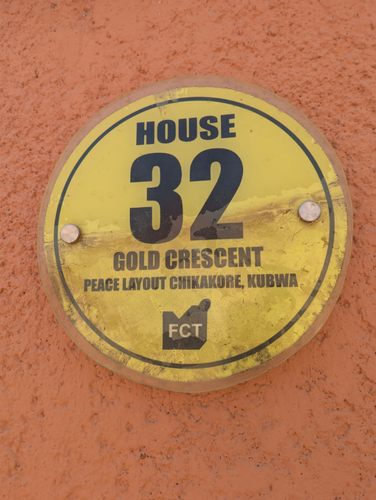 HOUSE
32
GOLD CRESCENT
PEACE LAYOUT CHIKAKORE, KUBWA
FCT